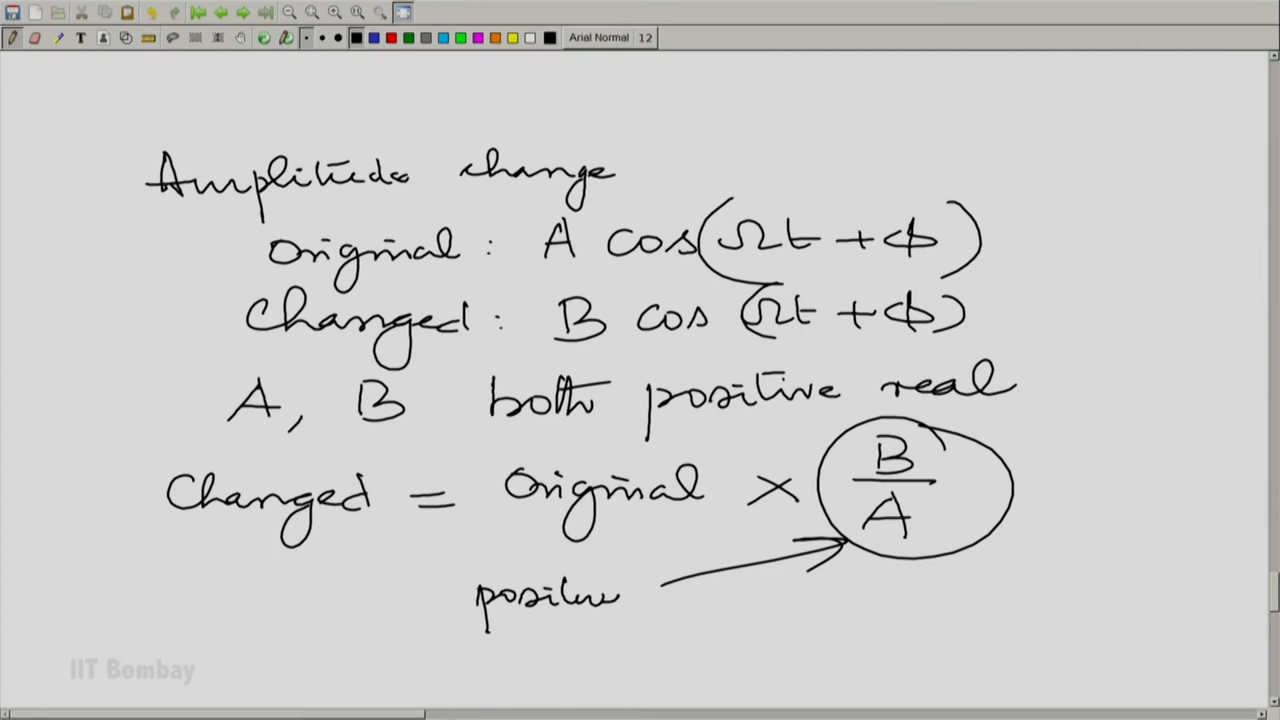 Arial Normal 12
Amplitude change
Original: A cos(Ωt + ϕ)
Changed: B cos (Ωt + ϕ)
A, B both positive real
Changed = Original × B/A
positive
IIT Bombay